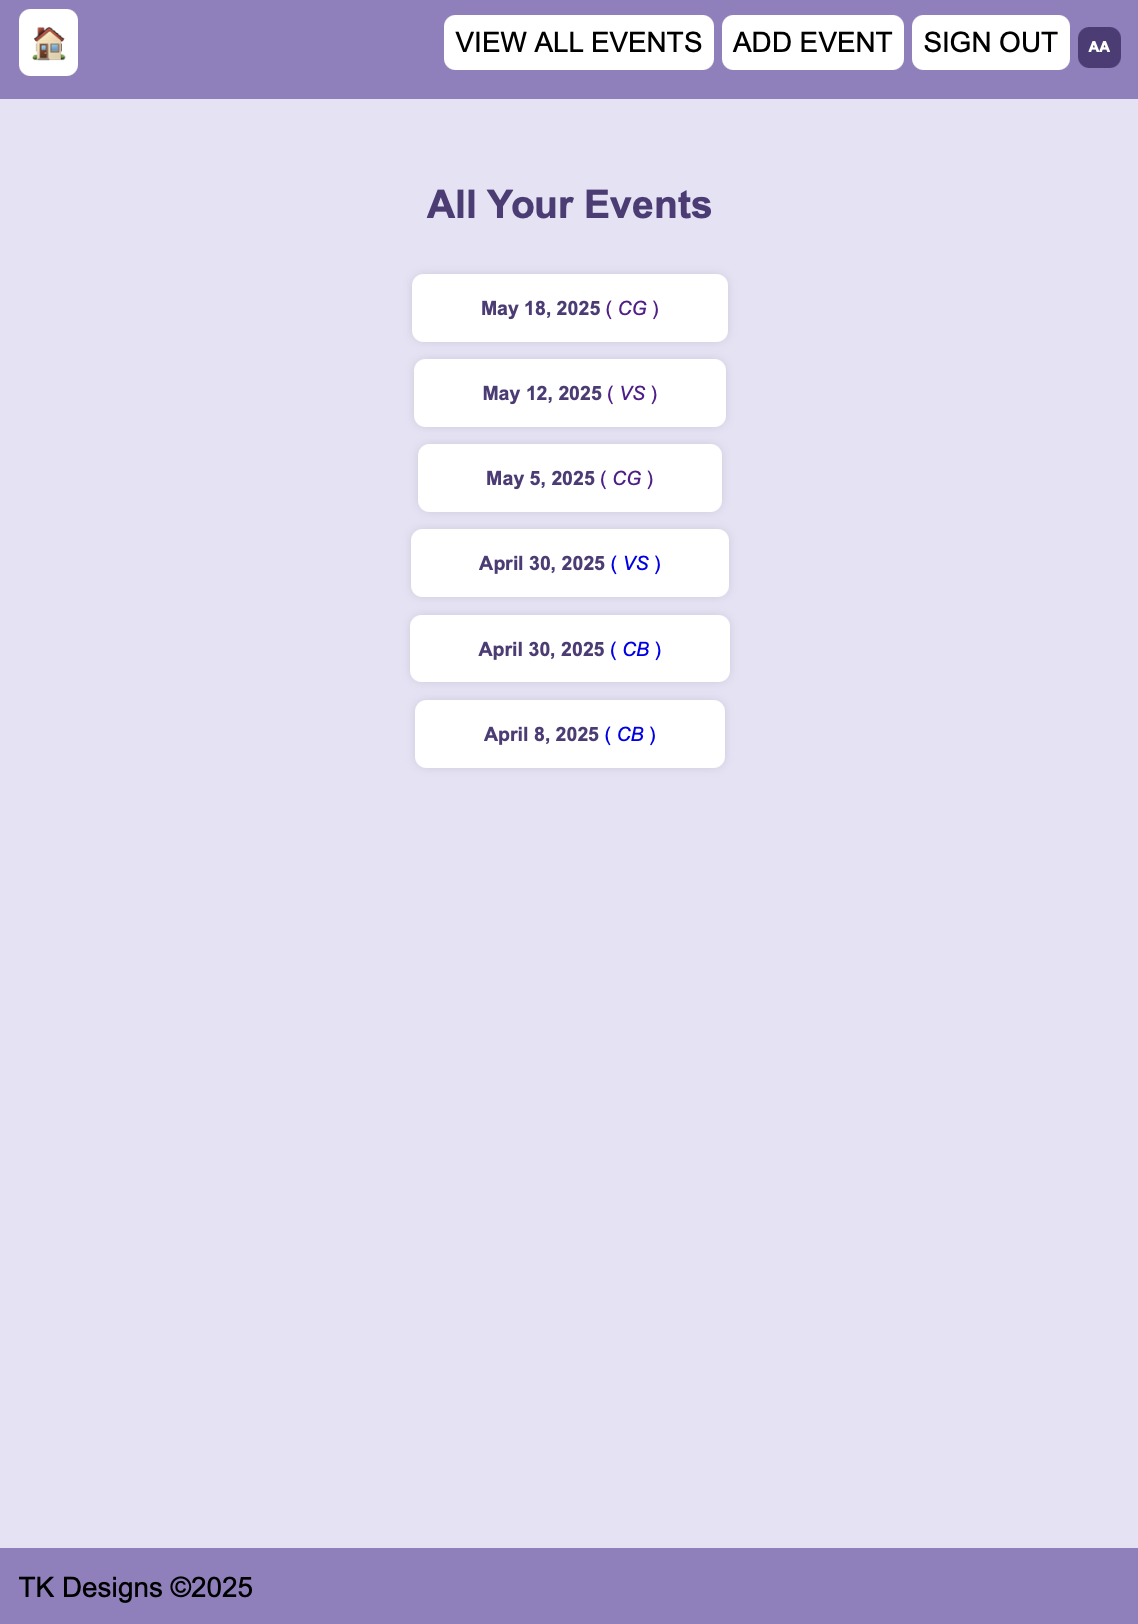 VIEW ALL EVENTS ADD EVENT SIGN OUT AA
All Your Events
May 18, 2025 ( CG )
May 12, 2025 ( VS )
May 5, 2025 ( CG )
April 30, 2025 ( VS )
April 30, 2025 ( CB )
April 8, 2025 ( CB )
TK Designs ©2025